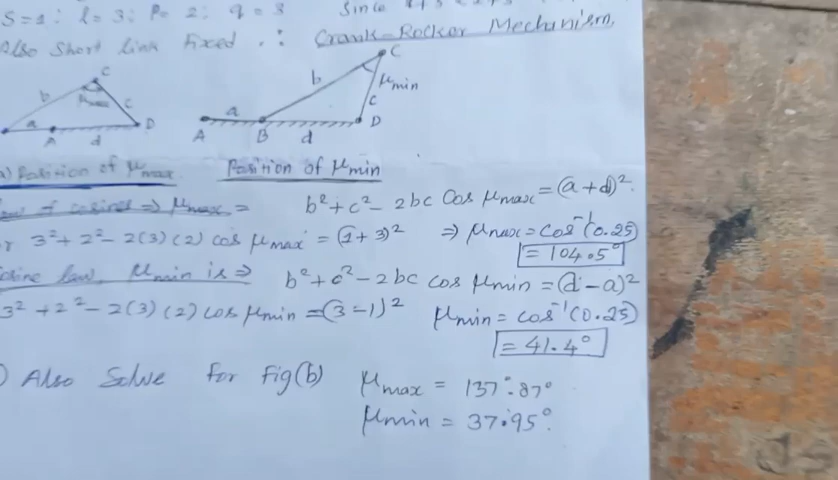 S=1; l=3; P=2; q=3 Since
Also Short link fixed ∴ Crank-Rocker Mechanism.
C
b
μmax
c
a
A
d
D
C
b
μmin
c
a
A
B
d
D
a) Position of μmax Position of μmin
law of cosines ⇒ μmax = b²+c²- 2bc Cos μmax = (a+d)².
or 3²+2²-2(3)(2) cos μmax = (1+3)² ⇒ μmax = cos⁻¹(0.25)
= 104.5°
cosine law, μmin is ⇒ b²+c²-2bc cos μmin = (d-a)²
3²+2²-2(3)(2) cos μmin = (3-1)² μmin = cos⁻¹(0.25)
= 41.4°
) Also Solve for Fig(b) μmax = 137°.87°
μmin = 37.95°.